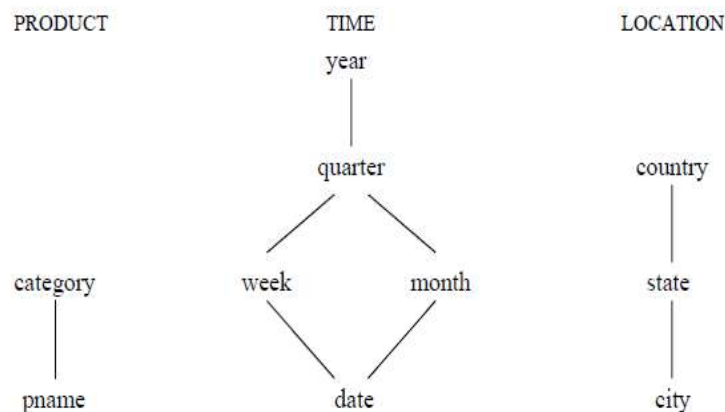 PRODUCT TIME LOCATION
year
quarter country
category week month state
pname date city